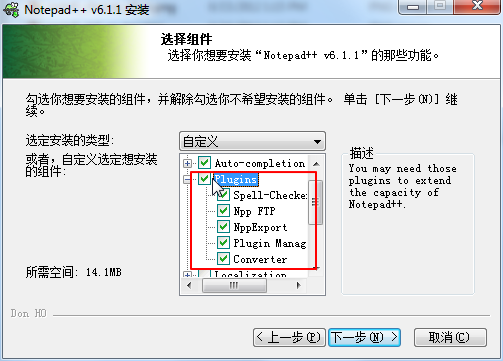 Notepad++ v6.1.1 安装
选择组件
选择你想要安装“Notepad++ v6.1.1”的那些功能。
勾选你想要安装的组件，并解除勾选你不希望安装的组件。 单击 [下一步(N)] 继
续。
选定安装的类型:
自定义
或者，自定义选定想安装
的组件:
Auto-completion
Plugins
Spell-Checke
Npp FTP
NppExport
Plugin Manag
Converter
Localization
描述
You may need those
plugins to extend
the capacity of
Notepad++.
所需空间: 14.1MB
Don HO
< 上一步(P)
下一步(N) >
取消(C)